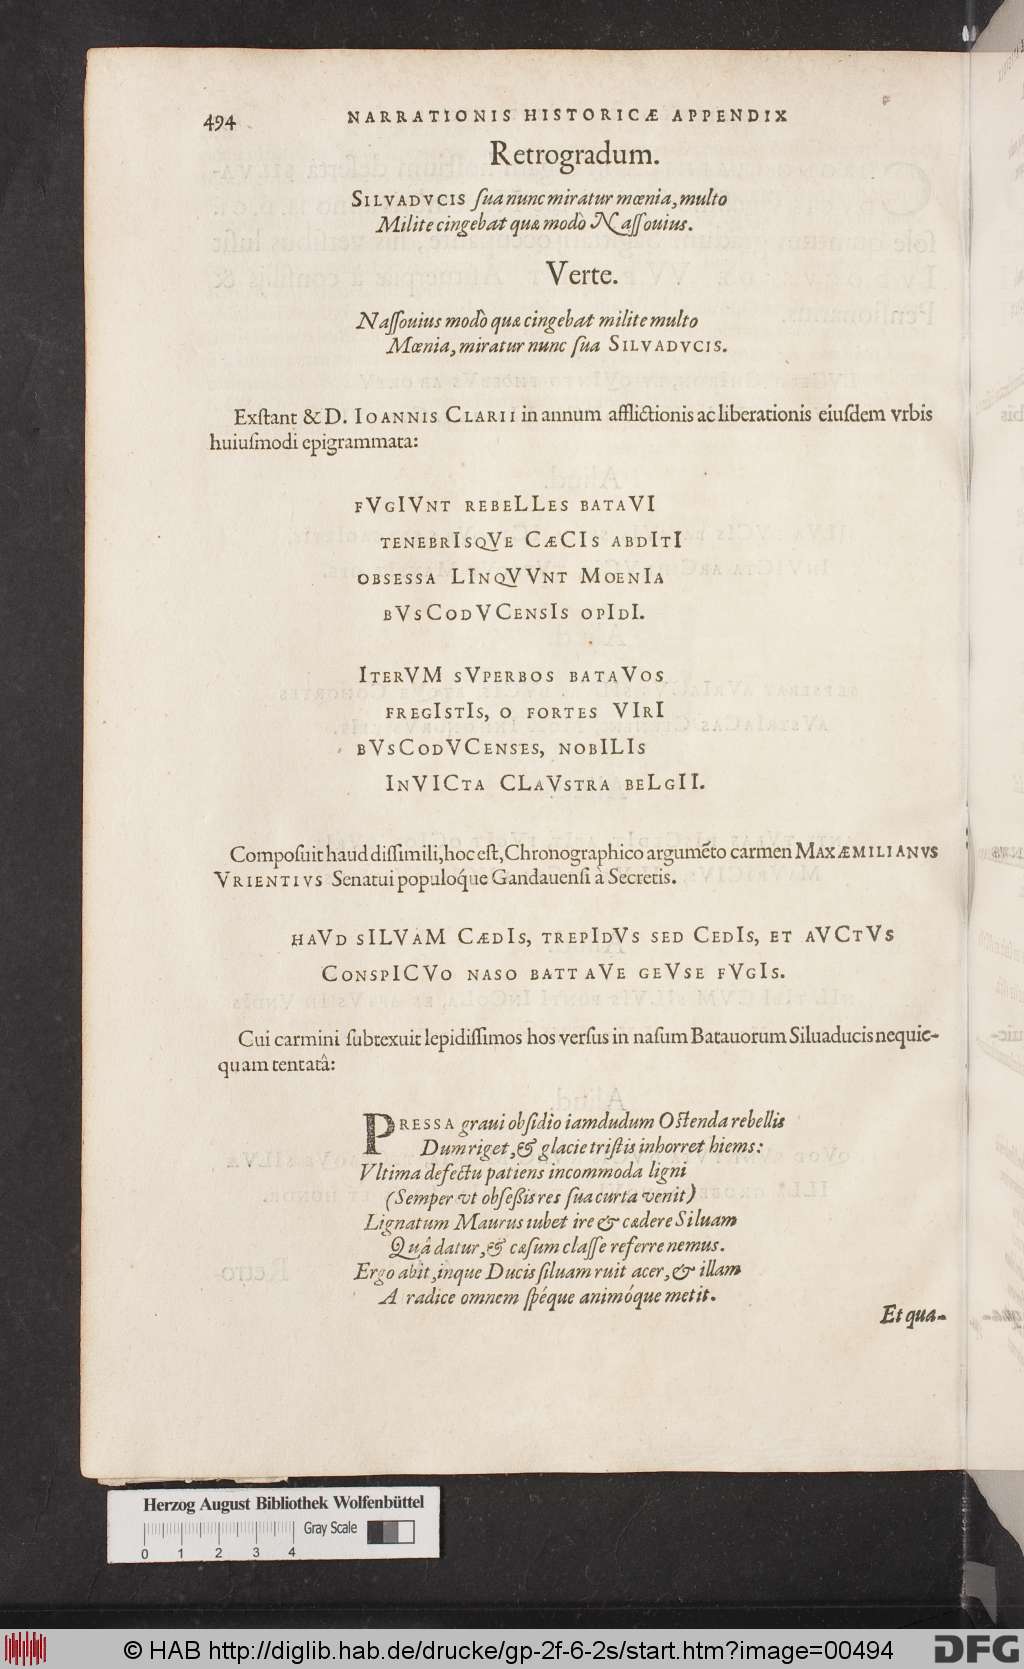 494 NARRATIONIS HISTORICÆ APPENDIX
Retrogradum.
SILVADVCIS ſua nunc miratur mœnia, multo
Milite cingebat quæ modò Naſſouius.
Verte.
Naſſouius modò quæ cingebat milite multo
Mœnia, miratur nunc ſua SILVADVCIS.
Exſtant & D. IOANNIS CLARII in annum afflictionis ac liberationis eiuſdem vrbis
huiuſmodi epigrammata:
FVGIVNT REBELLES BATAVI
TENEBRISQVE CÆCIS ABDITI
OBSESSA LINQVVNT MOENIA
BVSCODVCENSIS OPIDI.
ITERVM SVPERBOS BATAVOS
FREGISTIS, O FORTES VIRI
BVSCODVCENSES, NOBILIS
INVICTA CLAVSTRA BELGII.
Compoſuit haud diſſimili, hoc eſt, Chronographico argumẽto carmen MAXÆMILIANVS
VRIENTIVS Senatui populoq́ue Gandauenſi à Secretis.
HAVD SILVAM CÆDIS, TREPIDVS SED CEDIS, ET AVCTVS
CONSPICVO NASO BATTAVE GEVSE FVGIS.
Cui carmini ſubtexuit lepidiſſimos hos verſus in naſum Batauorum Siluaducis nequic-
quam tentatâ:
PRESSA graui obſidio iamdudum Oſtenda rebellis
Dum riget, & glacie triſtis inhorret hiems:
Vltima defectu patiens incommoda ligni
(Semper vt obſeßis res ſua curta venit)
Lignatum Maurus iubet ire & cædere Siluam
Quâ datur, & cæſum claſſe referre nemus.
Ergo abit, inque Ducis ſiluam ruit acer, & illam
A radice omnem ſpéque animóque metit.
Et qua-
Herzog August Bibliothek Wolfenbüttel
Gray Scale
0 1 2 3 4
© HAB http://diglib.hab.de/drucke/gp-2f-6-2s/start.htm?image=00494
DFG